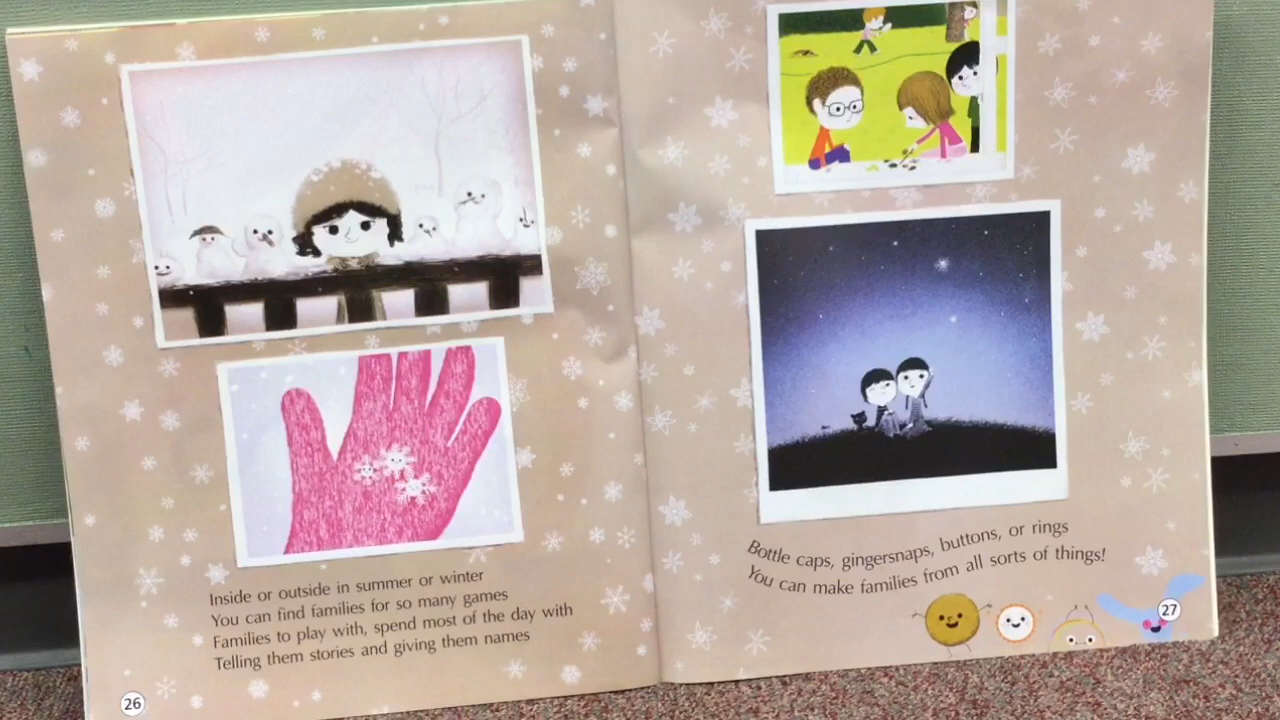 Inside or outside in summer or winter
You can find families for so many games
Families to play with, spend most of the day with
Telling them stories and giving them names
26
Bottle caps, gingersnaps, buttons, or rings
You can make families from all sorts of things!
27